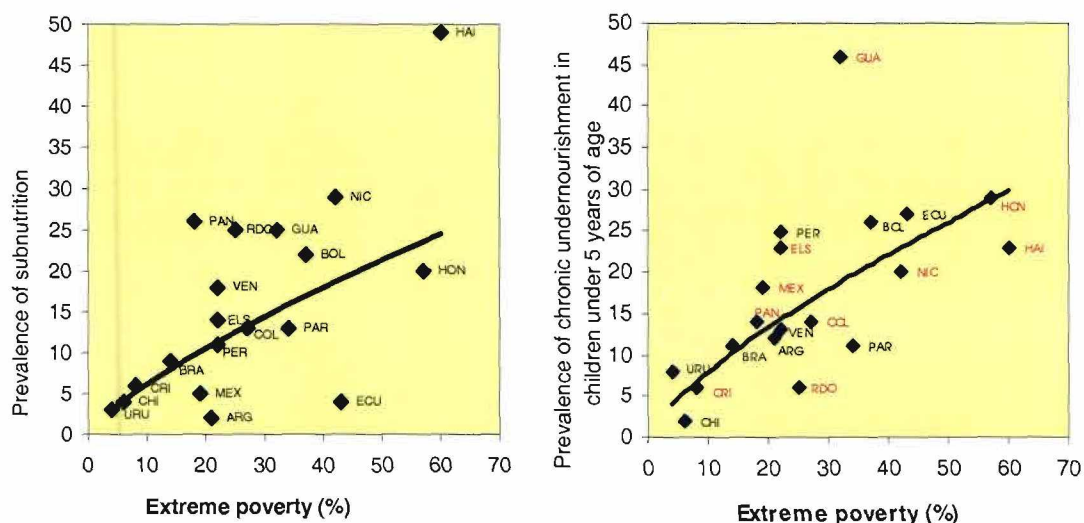 Prevalence of subnutrition
50
45
40
35
30
25
20
15
10
5
0
HAI
NIC
PAN
RDO
GUA
BOL
HON
VEN
ELS
COL
PAR
PER
BRA
CRI
MEX
CHI
ECU
URU
ARG
0 10 20 30 40 50 60 70
Extreme poverty (%)
Prevalence of chronic undernourishment in
children under 5 years of age
50
45
40
35
30
25
20
15
10
5
0
GUA
HON
ECU
BOL
PER
ELS
HAI
NIC
MEX
PAN
COL
VEN
ARG
BRA
PAR
URU
CRI
RDO
CHI
0 10 20 30 40 50 60 70
Extreme poverty (%)